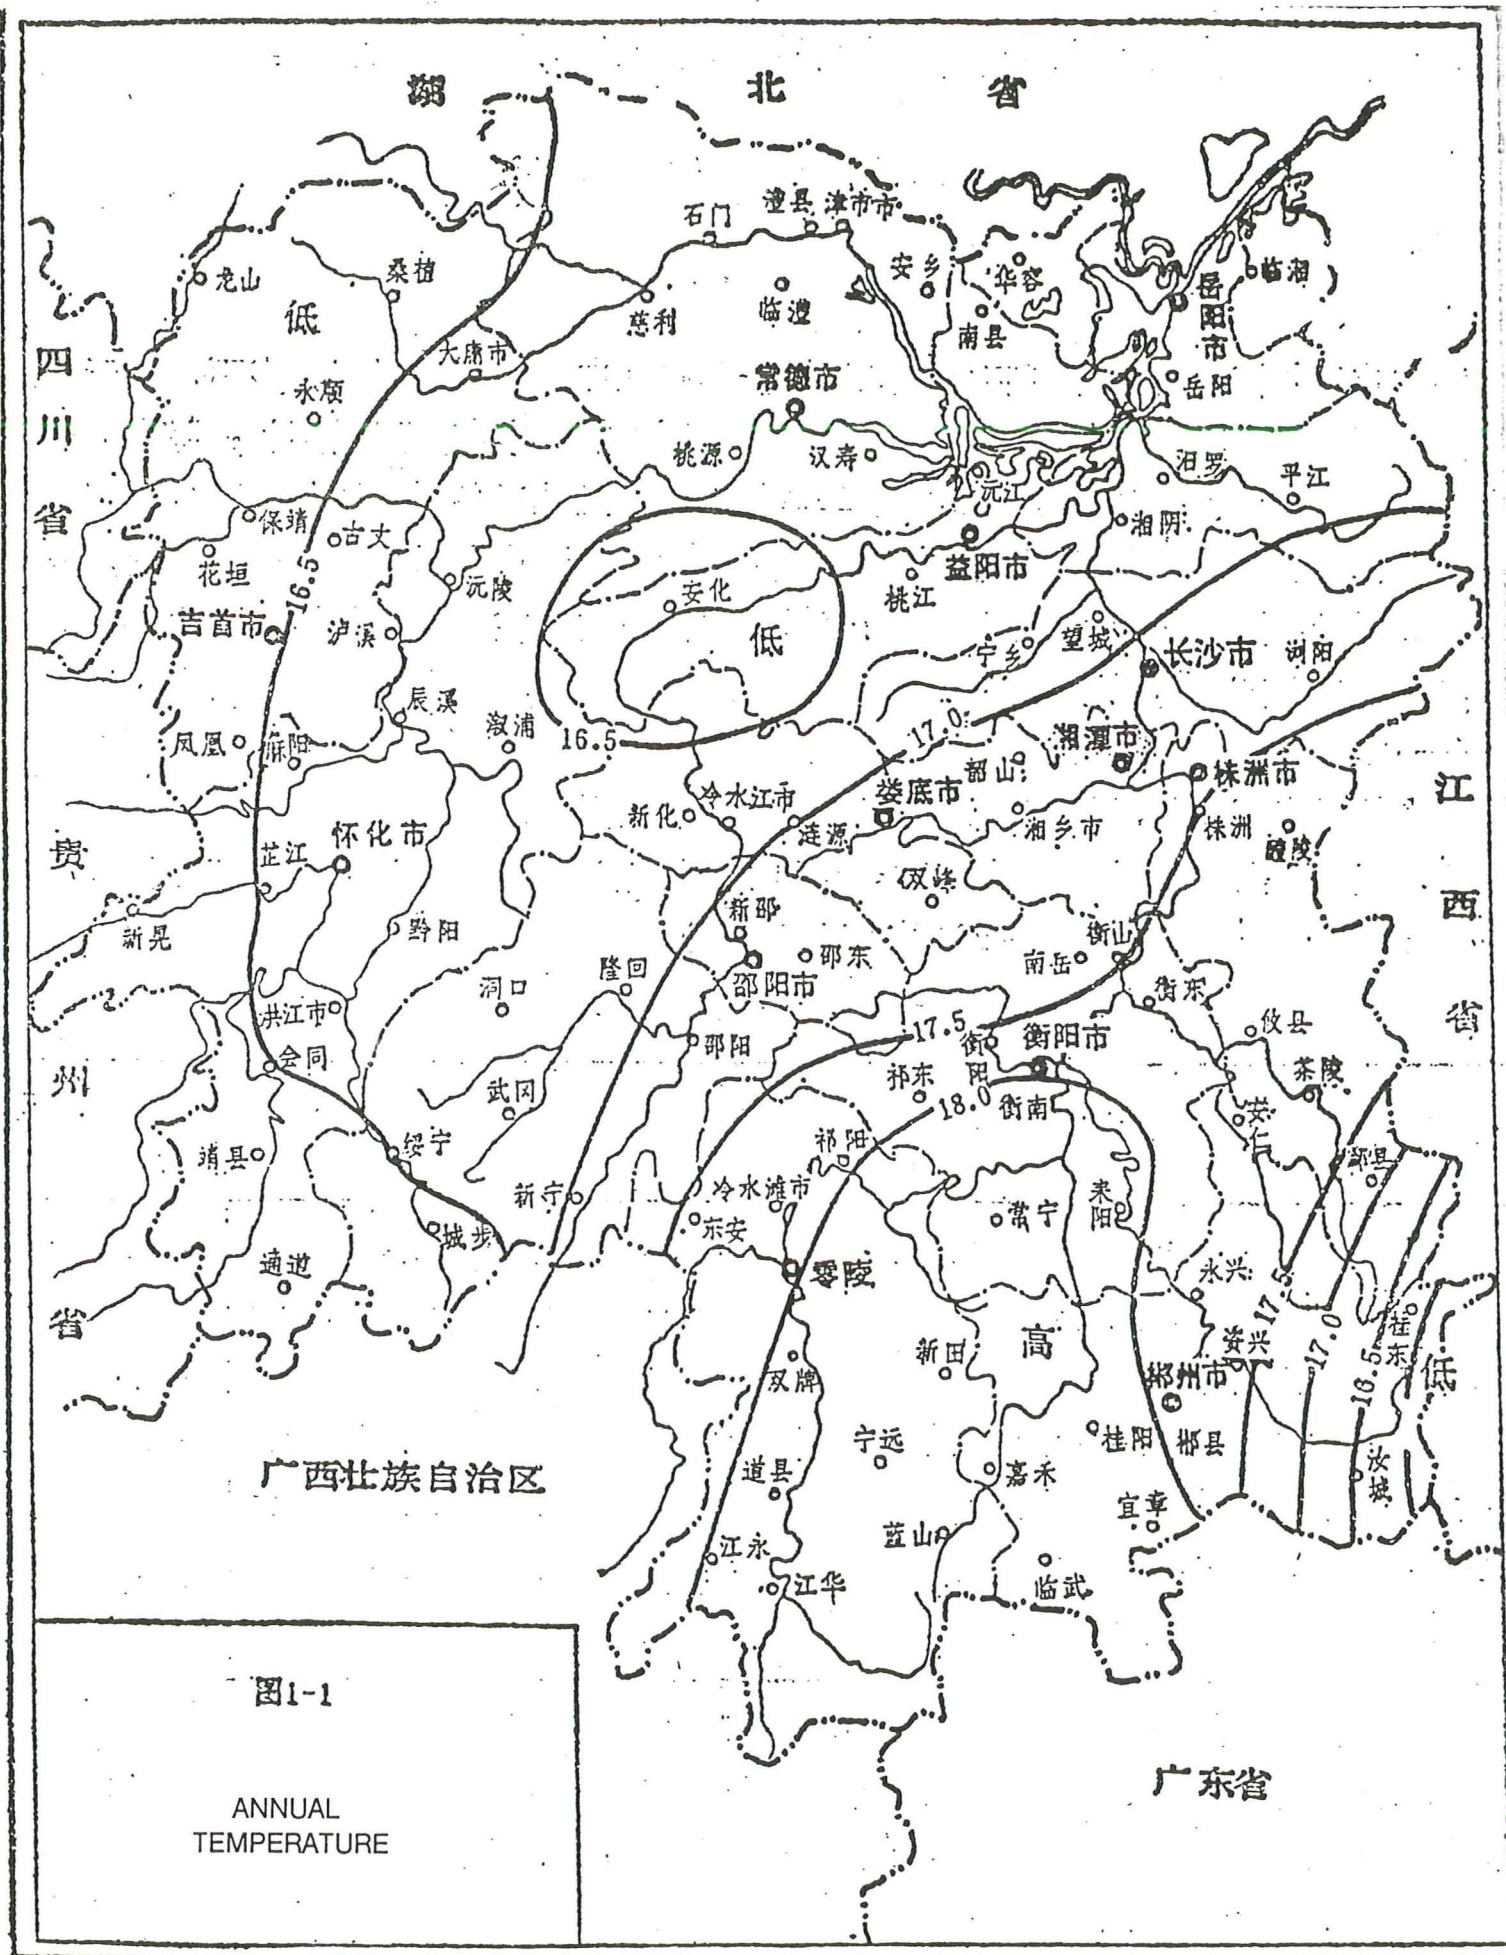 湖 北 省
石门
澧县 津市市
龙山
桑植
安乡
华容
临湘
低
慈利
临澧
南县
岳阳市
四川省
大庸市
常德市
岳阳
永顺
桃源
汉寿
沅江
汨罗
平江
保靖
古丈
湘阴
花垣
16.5
沅陵
安化
桃江
益阳市
吉首市
泸溪
低
宁乡
望城
长沙市
浏阳
辰溪
凤凰
麻阳
溆浦
16.5
17.0
韶山
湘潭市
株洲市
江西省
新化
冷水江市
涟源
娄底市
湘乡市
株洲
醴陵
贵州省
芷江
怀化市
双峰
新晃
黔阳
新邵
邵东
南岳
衡山
隆回
邵阳市
衡东
洞口
洪江市
会同
邵阳
17.5
衡阳
衡阳市
攸县
武冈
祁东
18.0
衡南
茶陵
安仁
靖县
绥宁
祁阳
酃县
新宁
冷水滩市
东安
常宁
耒阳
城步
通道
零陵
永兴
17.5
新田
高
资兴
17.0
16.5
桂东
低
双牌
郴州市
宁远
桂阳
郴县
广西壮族自治区
道县
嘉禾
汝城
宜章
蓝山
江永
江华
临武
图1-1
ANNUAL
TEMPERATURE
广东省